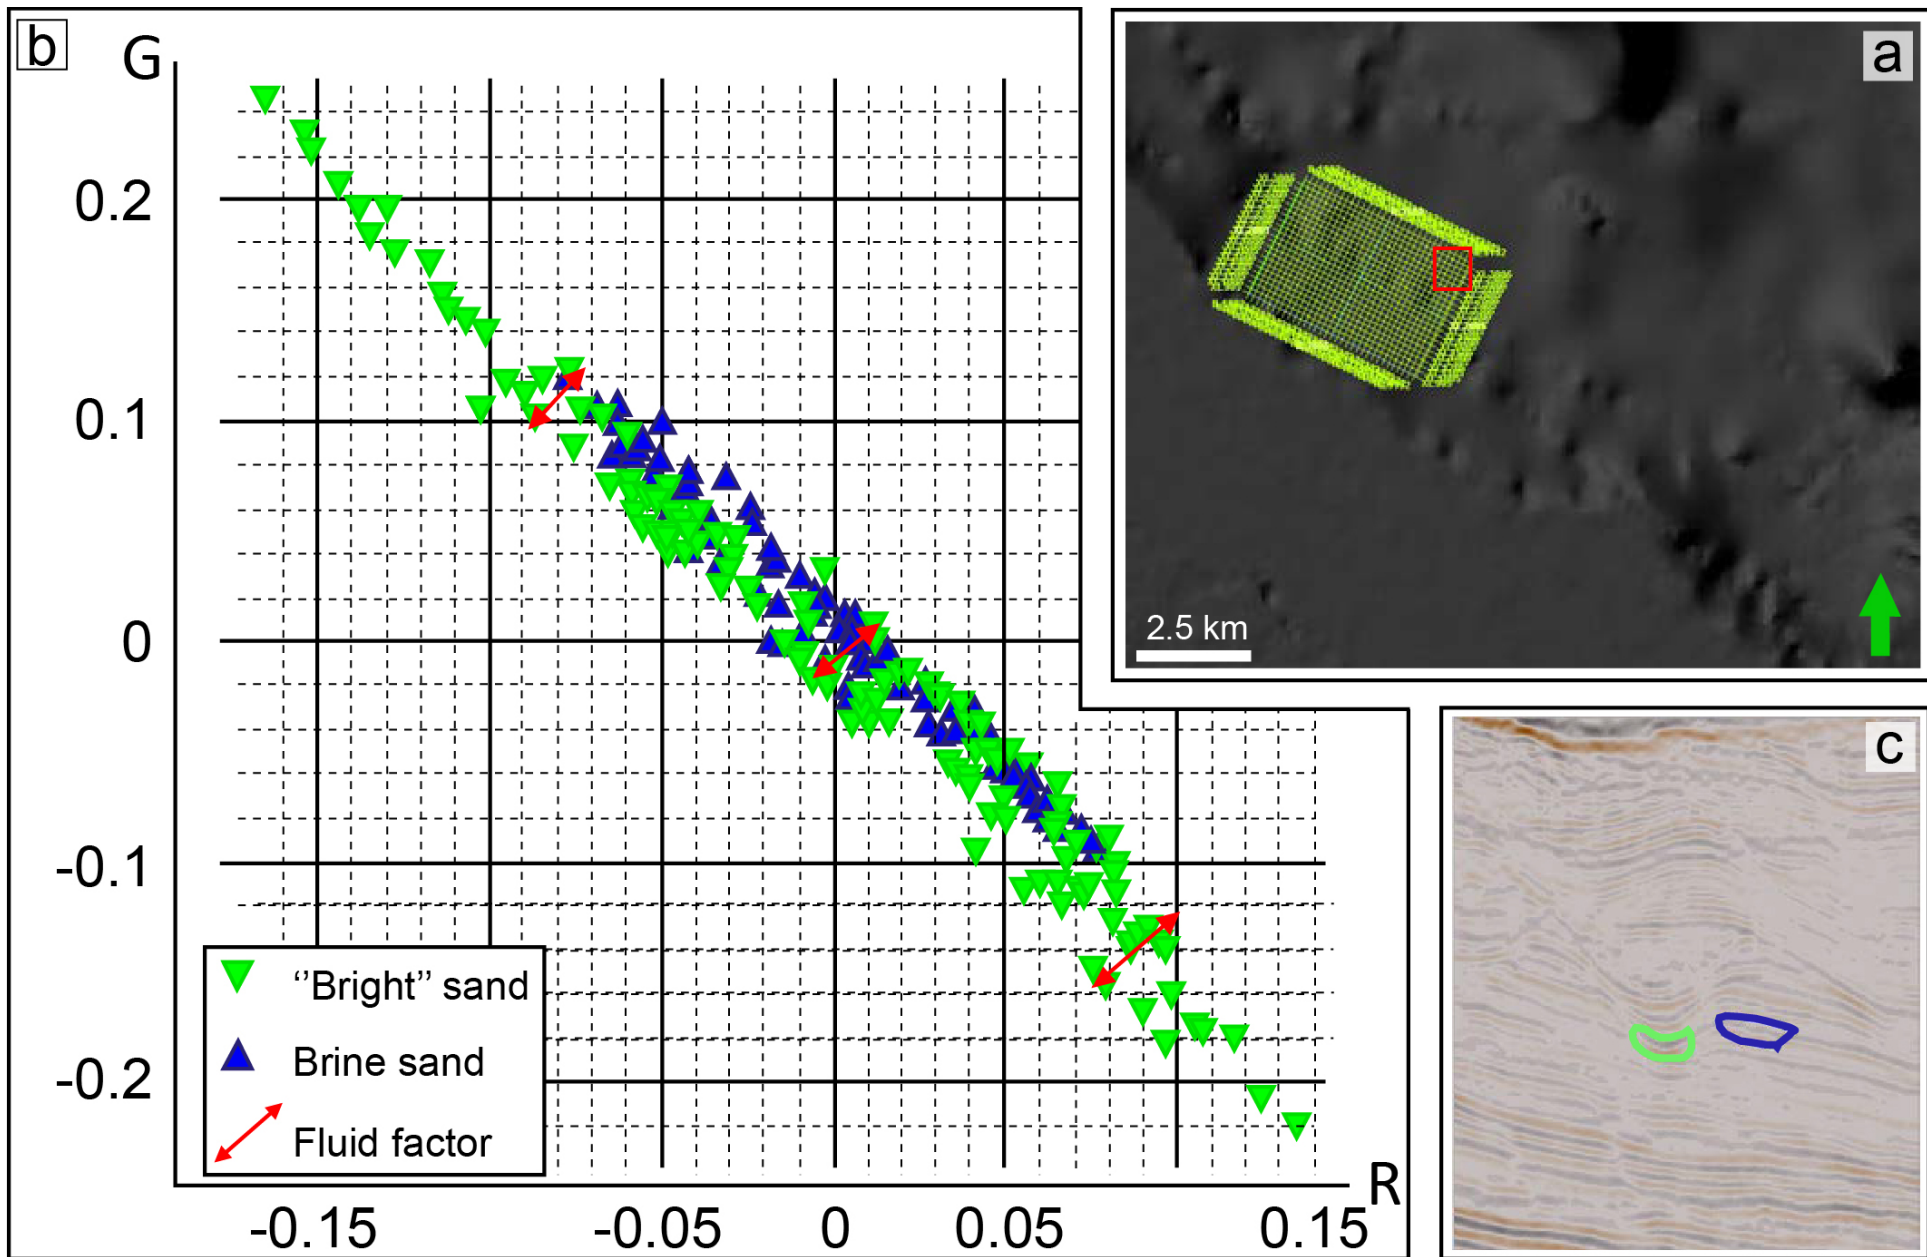 b
G
0.2
0.1
0
-0.1
-0.2
‘‘Bright’’ sand
Brine sand
Fluid factor
-0.15
-0.05
0
0.05
0.15
R
a
2.5 km
c